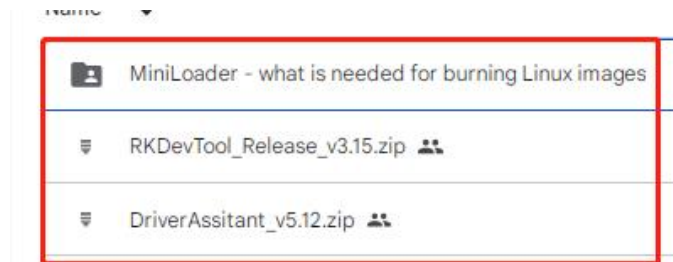 Name
MiniLoader - what is needed for burning Linux images
RKDevTool_Release_v3.15.zip
DriverAssitant_v5.12.zip